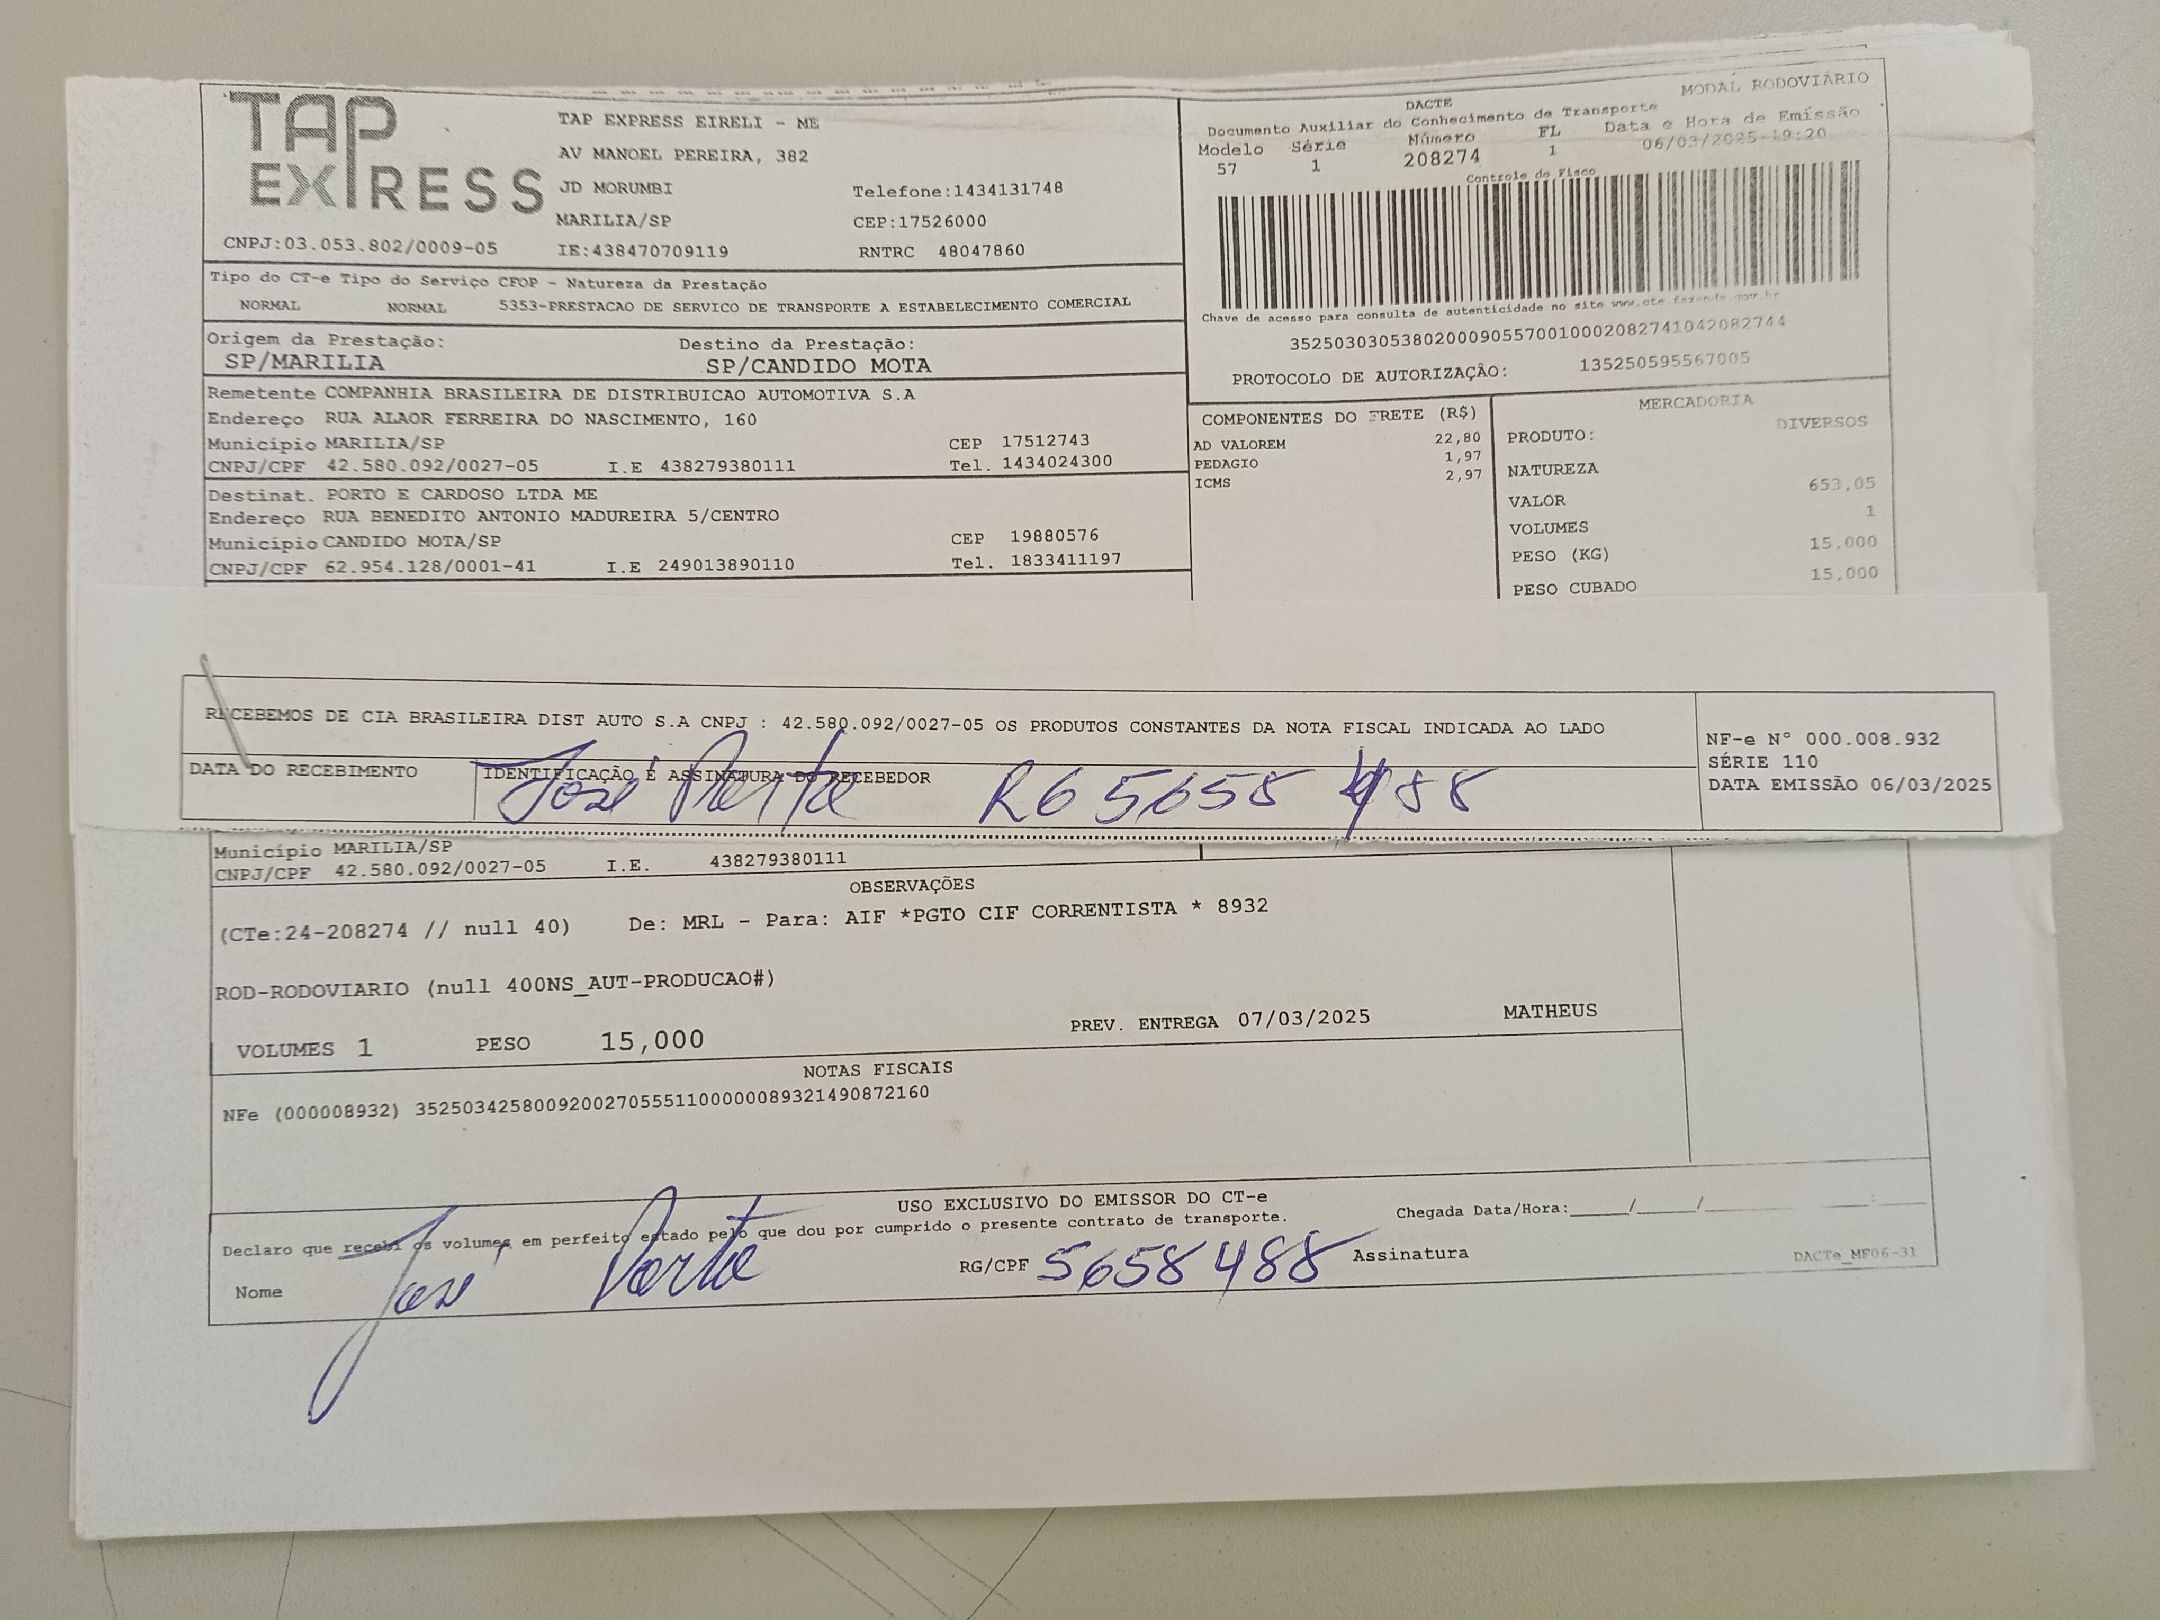 TAP
EXPRESS
TAP EXPRESS EIRELI - ME
AV MANOEL PEREIRA, 382
JD MORUMBI Telefone:1434131748
MARILIA/SP CEP:17526000
CNPJ:03.053.802/0009-05 IE:438470709119 RNTRC 48047860
MODAL RODOVIÁRIO
DACTE
Documento Auxiliar do Conhecimento de Transporte
Modelo Série Número FL Data e Hora de Emissão
57 1 208274 1 06/03/2025-19:20
Controle do Fisco
Chave de acesso para consulta de autenticidade no site www.cte.fazenda.gov.br
35250303053802000905570010002082741042082744
PROTOCOLO DE AUTORIZAÇÃO: 135250595567005
Tipo do CT-e Tipo do Serviço CFOP - Natureza da Prestação
NORMAL NORMAL 5353-PRESTACAO DE SERVICO DE TRANSPORTE A ESTABELECIMENTO COMERCIAL
Origem da Prestação: Destino da Prestação:
SP/MARILIA SP/CANDIDO MOTA
Remetente COMPANHIA BRASILEIRA DE DISTRIBUICAO AUTOMOTIVA S.A
Endereço RUA ALAOR FERREIRA DO NASCIMENTO, 160
Município MARILIA/SP CEP 17512743
CNPJ/CPF 42.580.092/0027-05 I.E 438279380111 Tel. 1434024300
Destinat. PORTO E CARDOSO LTDA ME
Endereço RUA BENEDITO ANTONIO MADUREIRA 5/CENTRO
Município CANDIDO MOTA/SP CEP 19880576
CNPJ/CPF 62.954.128/0001-41 I.E 249013890110 Tel. 1833411197
COMPONENTES DO FRETE (R$)
AD VALOREM 22,80
PEDAGIO 1,97
ICMS 2,97
MERCADORIA
PRODUTO: DIVERSOS
NATUREZA
VALOR 653,05
VOLUMES 1
PESO (KG) 15,000
PESO CUBADO 15,000
RECEBEMOS DE CIA BRASILEIRA DIST AUTO S.A CNPJ : 42.580.092/0027-05 OS PRODUTOS CONSTANTES DA NOTA FISCAL INDICADA AO LADO
DATA DO RECEBIMENTO IDENTIFICAÇÃO E ASSINATURA DO RECEBEDOR
José Porto RG 5658488
NF-e N° 000.008.932
SÉRIE 110
DATA EMISSÃO 06/03/2025
Município MARILIA/SP
CNPJ/CPF 42.580.092/0027-05 I.E. 438279380111
OBSERVAÇÕES
(CTe:24-208274 // null 40) De: MRL - Para: AIF *PGTO CIF CORRENTISTA * 8932
ROD-RODOVIARIO (null 400NS_AUT-PRODUCAO#)
VOLUMES 1 PESO 15,000 PREV. ENTREGA 07/03/2025 MATHEUS
NOTAS FISCAIS
NFe (000008932) 35250342580092002705551100000089321490872160
USO EXCLUSIVO DO EMISSOR DO CT-e
Declaro que recebi os volumes em perfeito estado pelo que dou por cumprido o presente contrato de transporte. Chegada Data/Hora:_____/_____/________ ____:____
Nome José Porto RG/CPF 5658488 Assinatura
DACTe_MF06-31